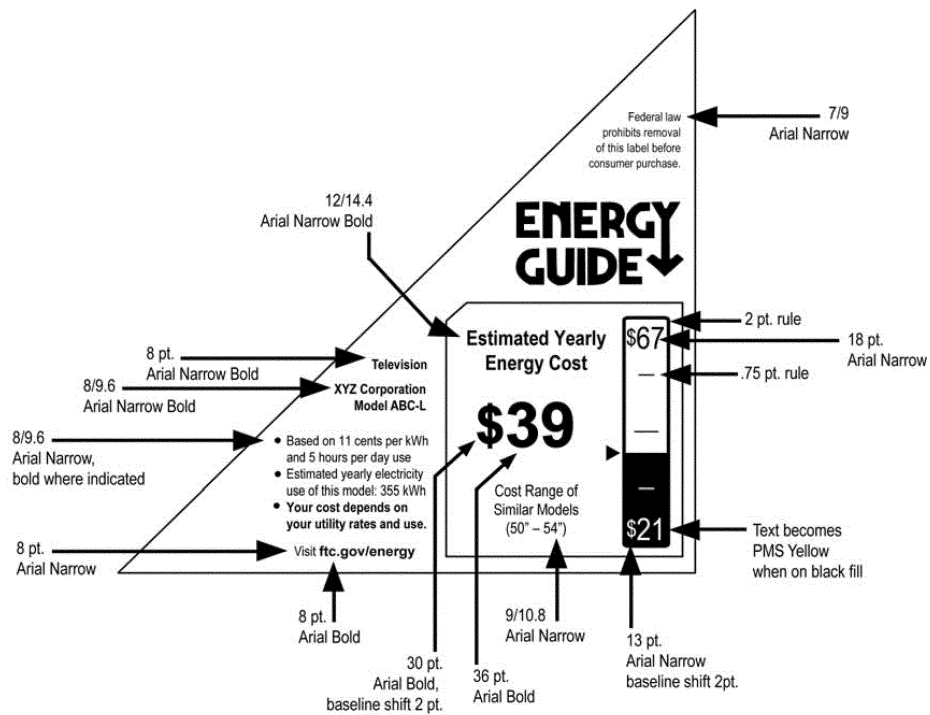 7/9
Arial Narrow
Federal law
prohibits removal
of this label before
consumer purchase.
12/14.4
Arial Narrow Bold
ENERGY
GUIDE
2 pt. rule
18 pt.
Arial Narrow
.75 pt. rule
Estimated Yearly
Energy Cost
$67
8 pt.
Arial Narrow Bold
Television
8/9.6
Arial Narrow Bold
XYZ Corporation
Model ABC-L
$39
8/9.6
Arial Narrow,
bold where indicated
• Based on 11 cents per kWh
and 5 hours per day use
• Estimated yearly electricity
use of this model: 355 kWh
• Your cost depends on
your utility rates and use.
Cost Range of
Similar Models
(50” – 54”)
$21
Text becomes
PMS Yellow
when on black fill
8 pt.
Arial Narrow
Visit ftc.gov/energy
8 pt.
Arial Bold
30 pt.
Arial Bold,
baseline shift 2 pt.
36 pt.
Arial Bold
9/10.8
Arial Narrow
13 pt.
Arial Narrow
baseline shift 2pt.